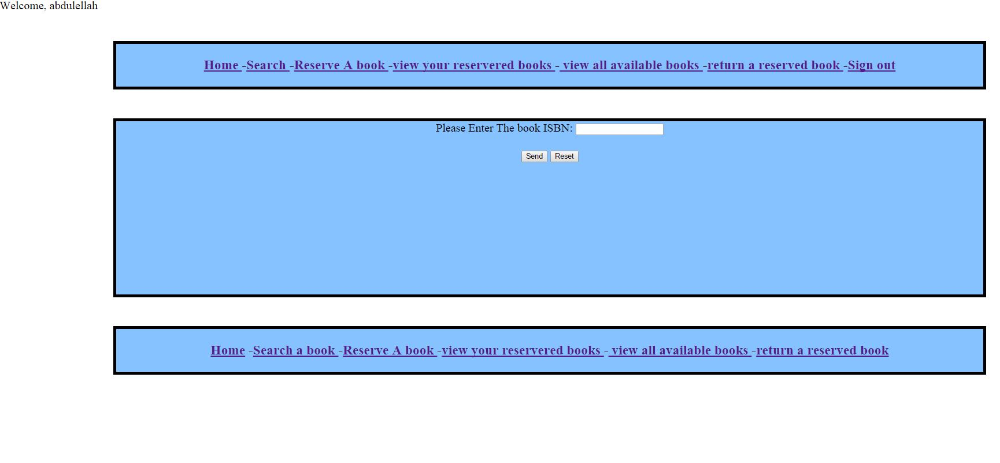 Welcome, abdulellah
Home -Search -Reserve A book -view your reservered books - view all available books -return a reserved book -Sign out
Please Enter The book ISBN:
Send Reset
Home -Search a book -Reserve A book -view your reservered books - view all available books -return a reserved book